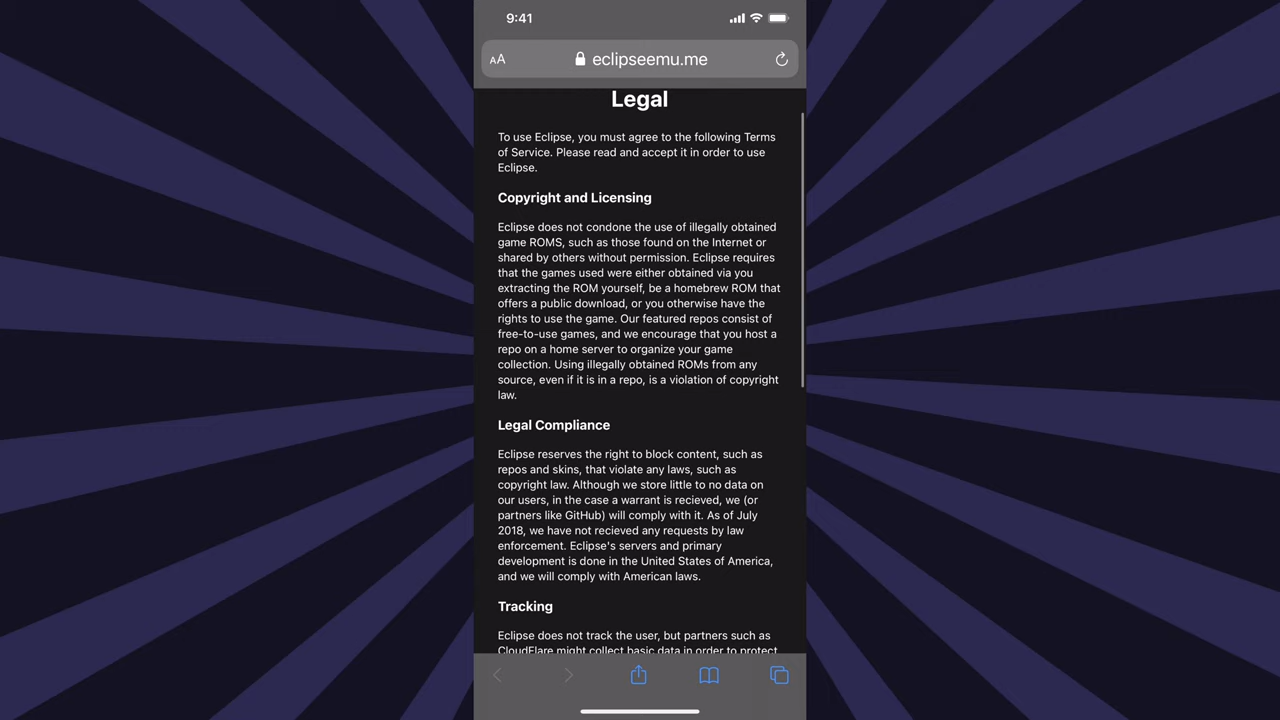 9:41
AA
eclipseemu.me
Legal
To use Eclipse, you must agree to the following Terms
of Service. Please read and accept it in order to use
Eclipse.
Copyright and Licensing
Eclipse does not condone the use of illegally obtained
game ROMS, such as those found on the Internet or
shared by others without permission. Eclipse requires
that the games used were either obtained via you
extracting the ROM yourself, be a homebrew ROM that
offers a public download, or you otherwise have the
rights to use the game. Our featured repos consist of
free-to-use games, and we encourage that you host a
repo on a home server to organize your game
collection. Using illegally obtained ROMs from any
source, even if it is in a repo, is a violation of copyright
law.
Legal Compliance
Eclipse reserves the right to block content, such as
repos and skins, that violate any laws, such as
copyright law. Although we store little to no data on
our users, in the case a warrant is recieved, we (or
partners like GitHub) will comply with it. As of July
2018, we have not recieved any requests by law
enforcement. Eclipse's servers and primary
development is done in the United States of America,
and we will comply with American laws.
Tracking
Eclipse does not track the user, but partners such as
CloudFlare might collect basic data in order to protect